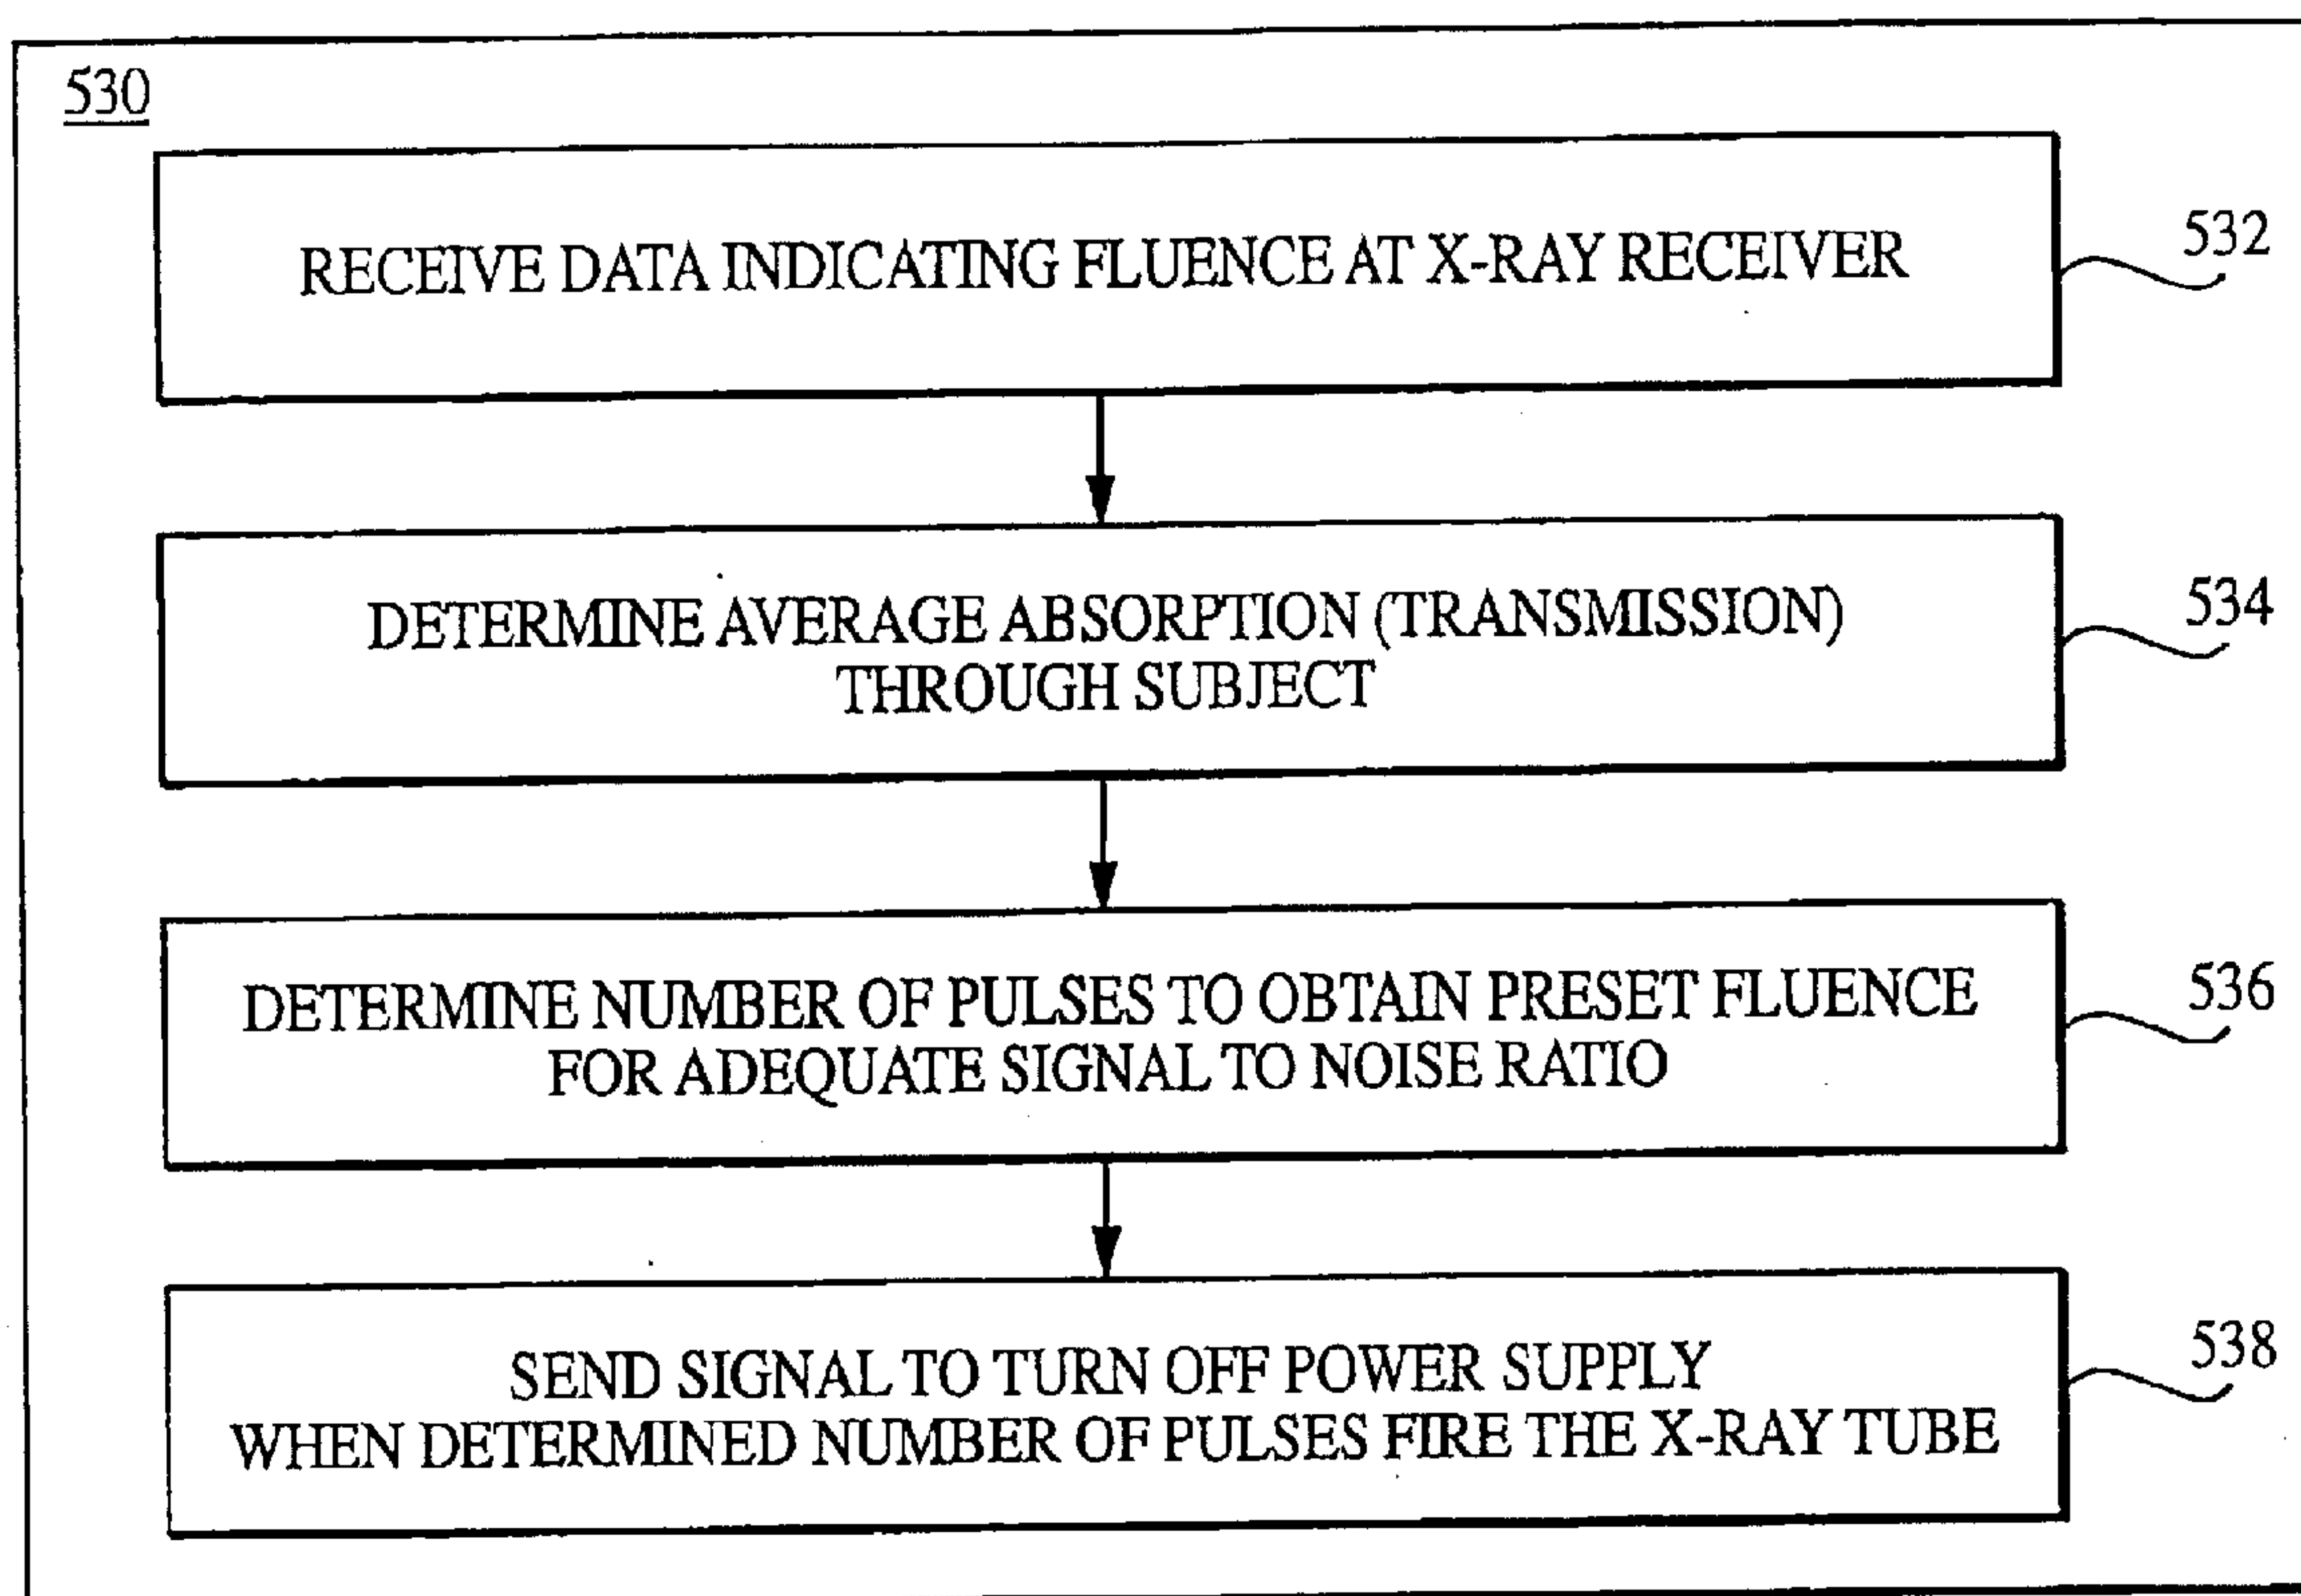 530
RECEIVE DATA INDICATING FLUENCE AT X-RAY RECEIVER
532
DETERMINE AVERAGE ABSORPTION (TRANSMISSION)
THROUGH SUBJECT
534
DETERMINE NUMBER OF PULSES TO OBTAIN PRESET FLUENCE
FOR ADEQUATE SIGNAL TO NOISE RATIO
536
SEND SIGNAL TO TURN OFF POWER SUPPLY
WHEN DETERMINED NUMBER OF PULSES FIRE THE X-RAY TUBE
538